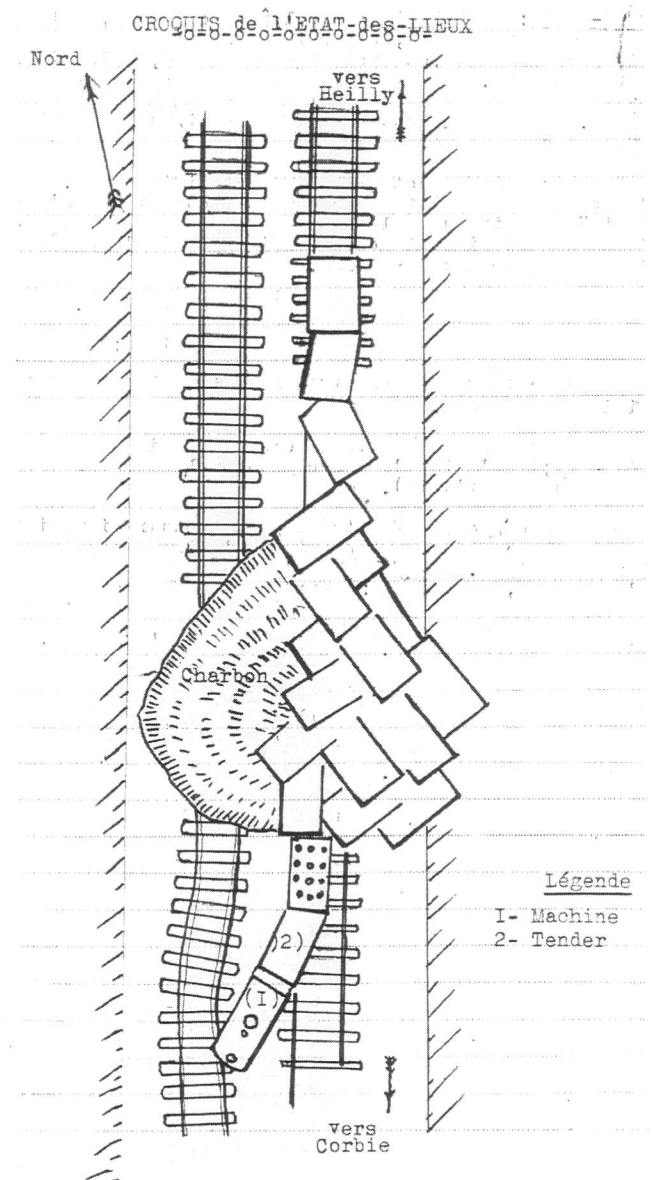 CROQUIS de l'ETAT-des-LIEUX
-o-o-o-o-o-o-o-o-o-o-o-
Nord
vers
Heilly
Charbon
Légende
I- Machine
2- Tender
2)
(I)
vers
Corbie